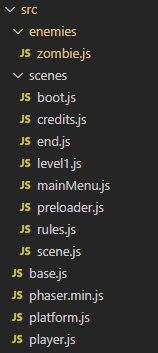 src
enemies
JS zombie.js
scenes
JS boot.js
JS credits.js
JS end.js
JS level1.js
JS mainMenu.js
JS preloader.js
JS rules.js
JS scene.js
JS base.js
JS phaser.min.js
JS platform.js
JS player.js